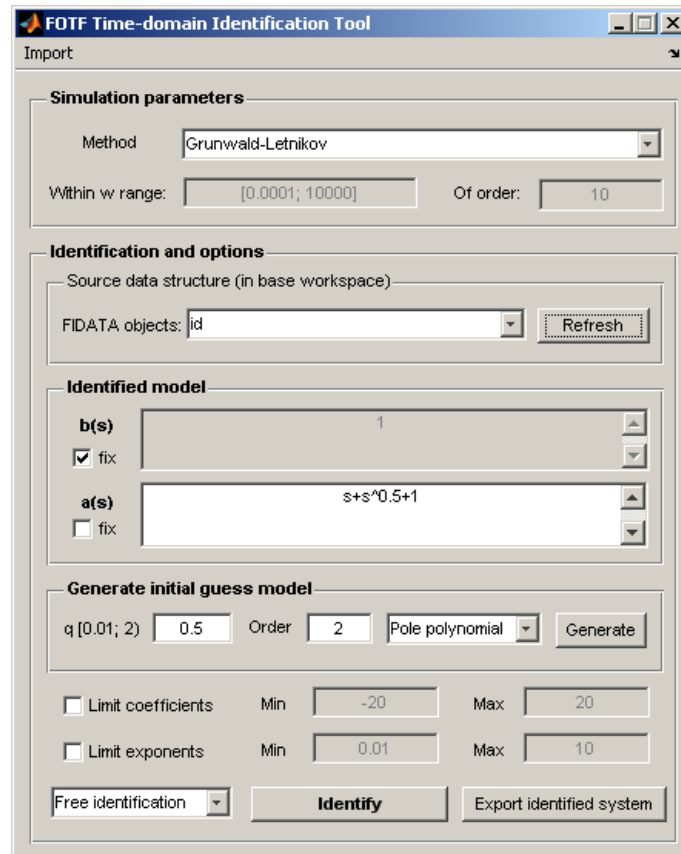 FOTF Time-domain Identification Tool
Import
Simulation parameters
Method Grunwald-Letnikov
Within w range: [0.0001; 10000] Of order: 10
Identification and options
Source data structure (in base workspace)
FIDATA objects: id Refresh
Identified model
b(s) 1
fix
a(s) s+s^0.5+1
fix
Generate initial guess model
q [0.01; 2) 0.5 Order 2 Pole polynomial Generate
Limit coefficients Min -20 Max 20
Limit exponents Min 0.01 Max 10
Free identification Identify Export identified system